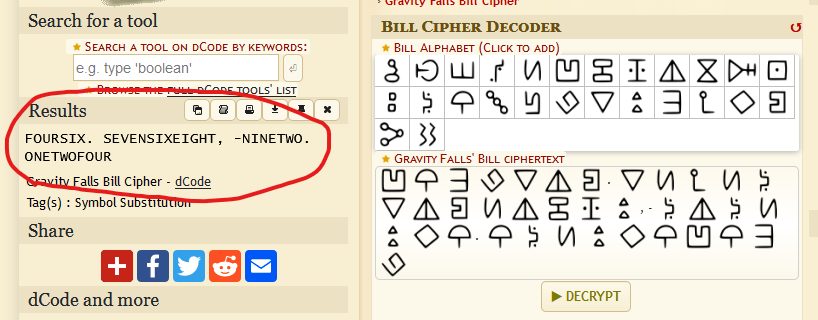 › Gravity Falls Bill Cipher
Search for a tool
★ SEARCH A TOOL ON DCODE BY KEYWORDS:
e.g. type 'boolean'
★ BROWSE THE FULL DCODE TOOLS' LIST
Results
FOURSIX. SEVENSIXEIGHT, -NINETWO.
ONETWOFOUR
Gravity Falls Bill Cipher - dCode
Tag(s) : Symbol Substitution
Share
dCode and more
BILL CIPHER DECODER
★ BILL ALPHABET (CLICK TO ADD)
★ GRAVITY FALLS' BILL CIPHERTEXT
▶ DECRYPT